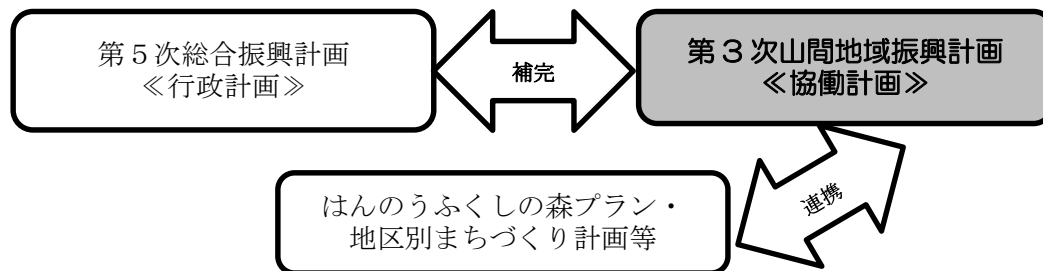 第５次総合振興計画
≪行政計画≫
補完
第３次山間地域振興計画
≪協働計画≫
連携
はんのうふくしの森プラン・
地区別まちづくり計画等